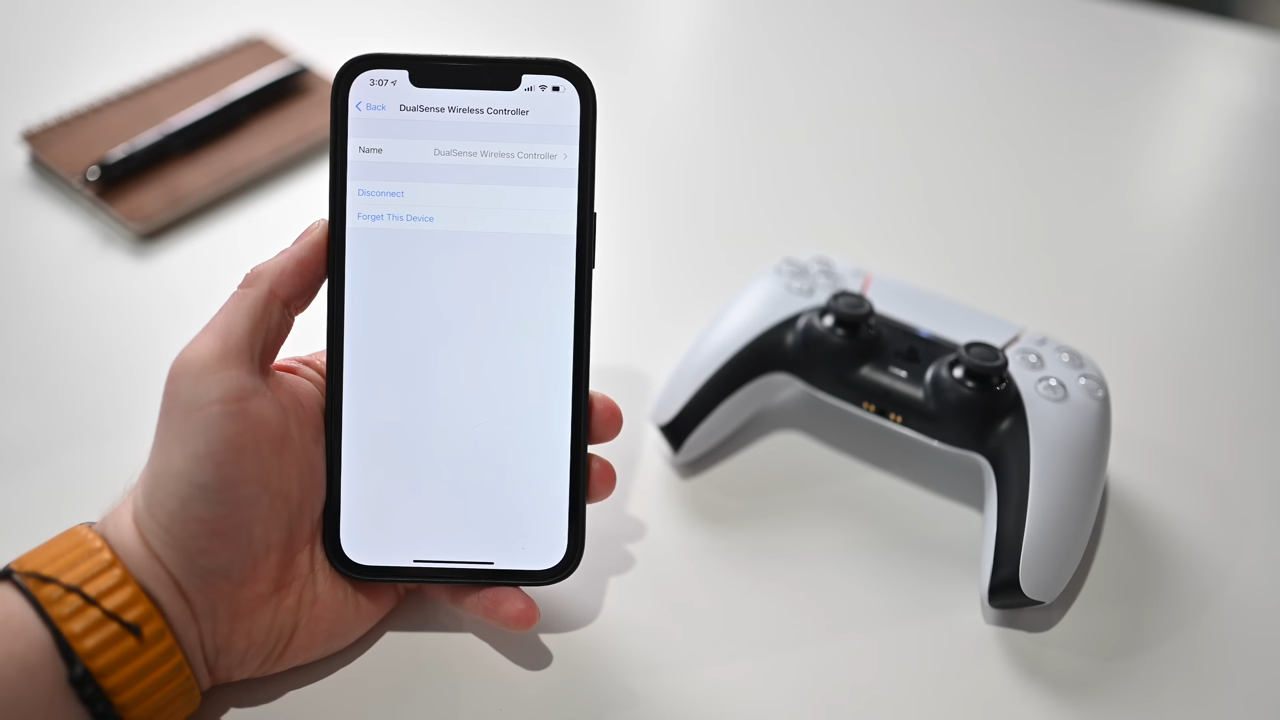 3:07
Back
DualSense Wireless Controller
Name
DualSense Wireless Controller
Disconnect
Forget This Device